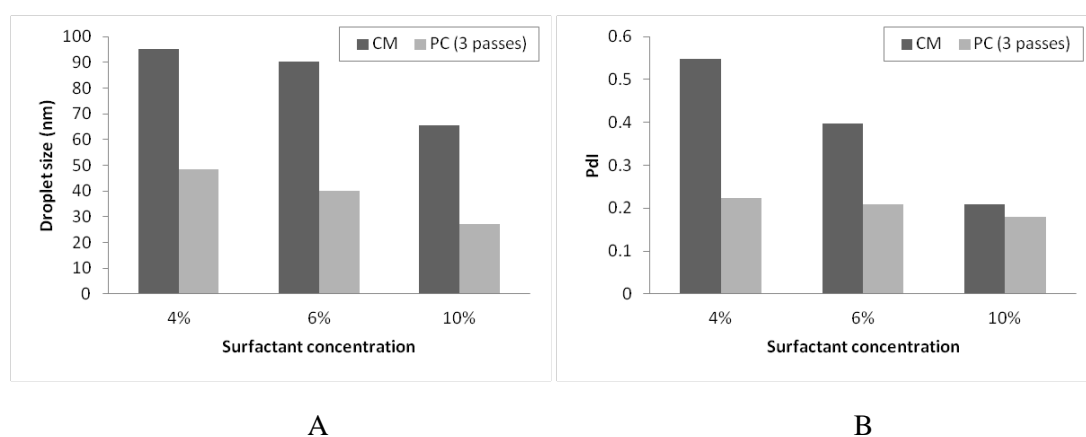 CM PC (3 passes)
100
90
80
70
60
50
40
30
20
10
0
Droplet size (nm)
4% 6% 10%
Surfactant concentration
A
CM PC (3 passes)
0.6
0.5
0.4
0.3
0.2
0.1
0
PdI
4% 6% 10%
Surfactant concentration
B